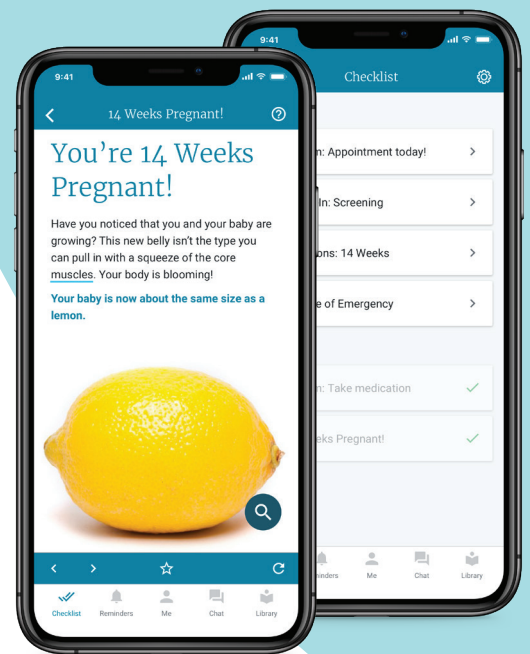 9:41
14 Weeks Pregnant!
You're 14 Weeks
Pregnant!
Have you noticed that you and your baby are
growing? This new belly isn't the type you
can pull in with a squeeze of the core
muscles. Your body is blooming!
Your baby is now about the same size as a
lemon.
Checklist
Reminders
Me
Chat
Library
9:41
Checklist
Appointment today!
In: Screening
14 Weeks
of Emergency
Take medication
Pregnant!
Me
Chat
Library